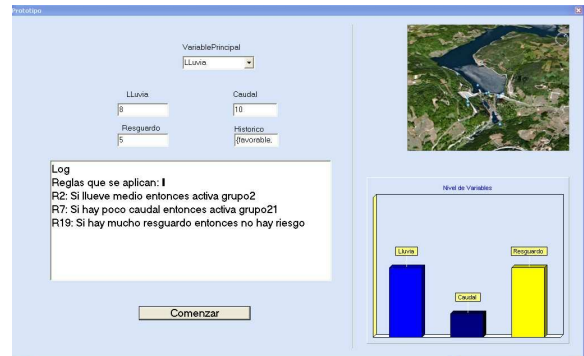 Prototipo
VariablePrincipal
LLuvia
LLuvia
Caudal
8
10
Resguardo
Historico
5
{favorable,
Log
Reglas que se aplican: I
R2: Si llueve medio entonces activa grupo2
R7: Si hay poco caudal entonces activa grupo21
R19: Si hay mucho resguardo entonces no hay riesgo
Comenzar
Nivel de Variables
Lluvia
Caudal
Resguardo